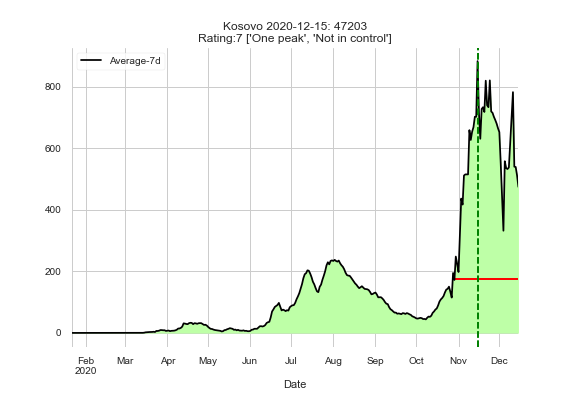 Kosovo 2020-12-15: 47203
Rating:7 ['One peak', 'Not in control']
Average-7d
800
600
400
200
0
Feb Mar Apr May Jun Jul Aug Sep Oct Nov Dec
2020
Date